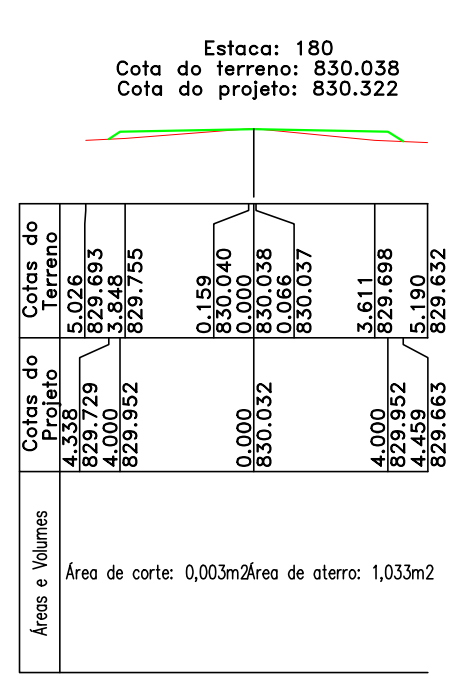 Estaca: 180
Cota do terreno: 830.038
Cota do projeto: 830.322
Cotas do
Terreno
5.026
829.693
3.848
829.755
0.159
830.040
0.000
830.038
0.066
830.037
3.611
829.698
5.190
829.632
Cotas do
Projeto
4.338
829.729
4.000
829.952
0.000
830.032
4.000
829.952
4.459
829.663
Áreas e Volumes
Área de corte: 0,003m2
Área de aterro: 1,033m2